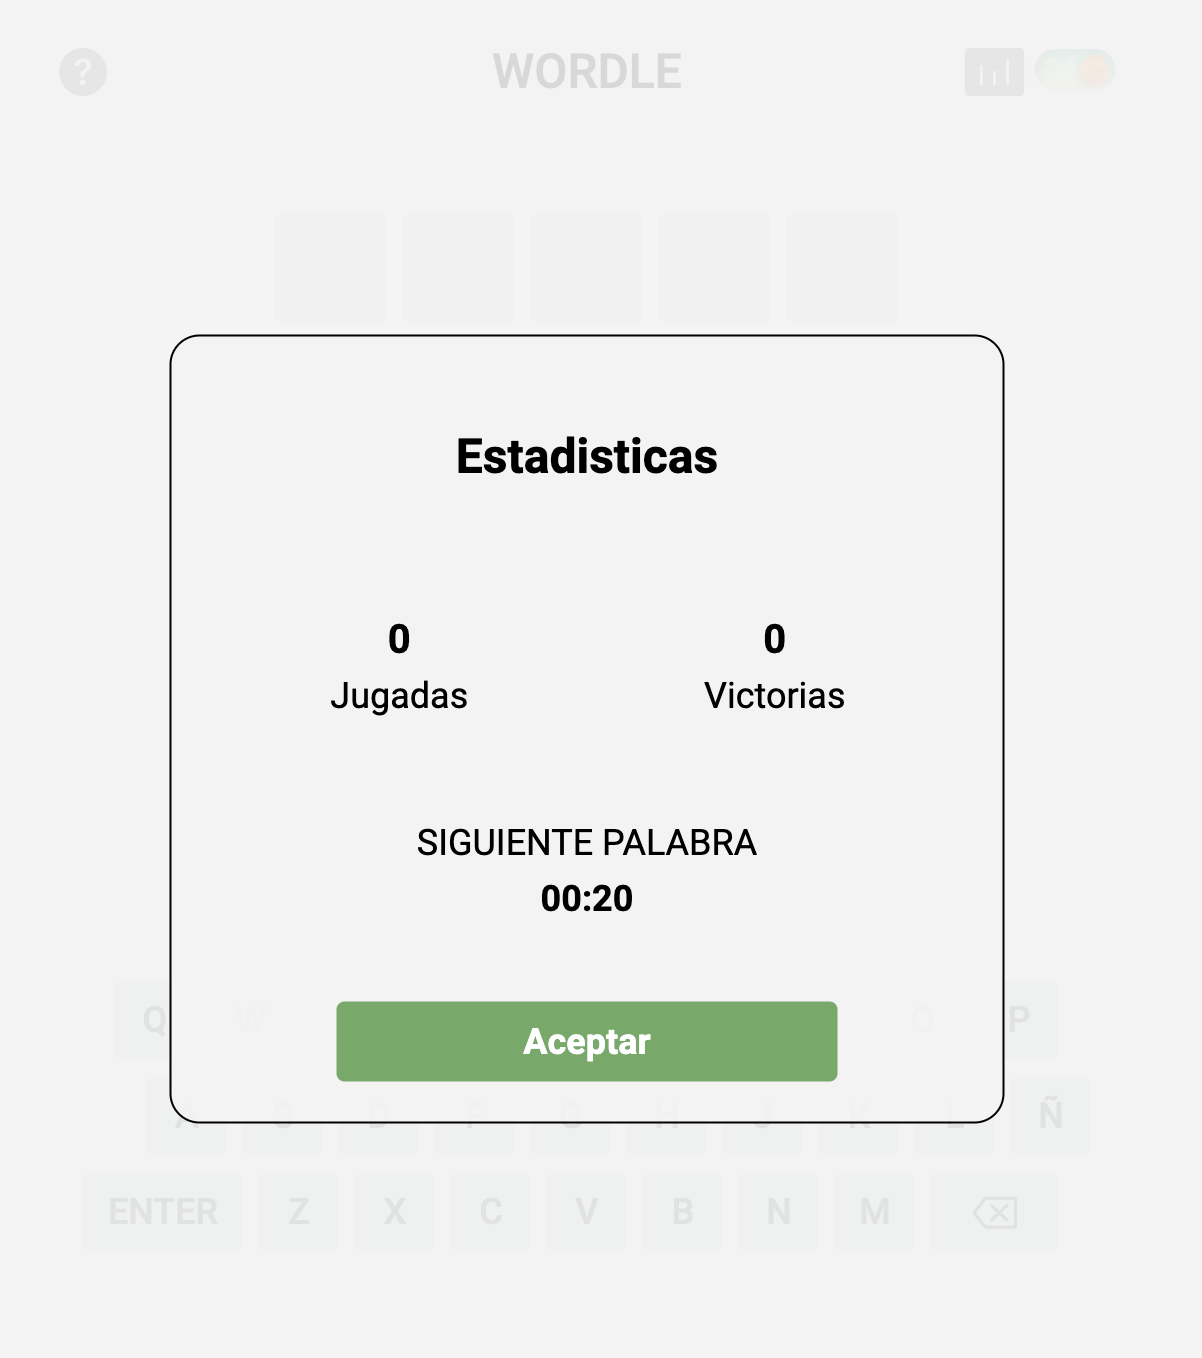 ?
WORDLE
Estadisticas
0 0
Jugadas Victorias
SIGUIENTE PALABRA
00:20
Aceptar
Q W O P
A S D F G H J K L Ñ
ENTER Z X C V B N M